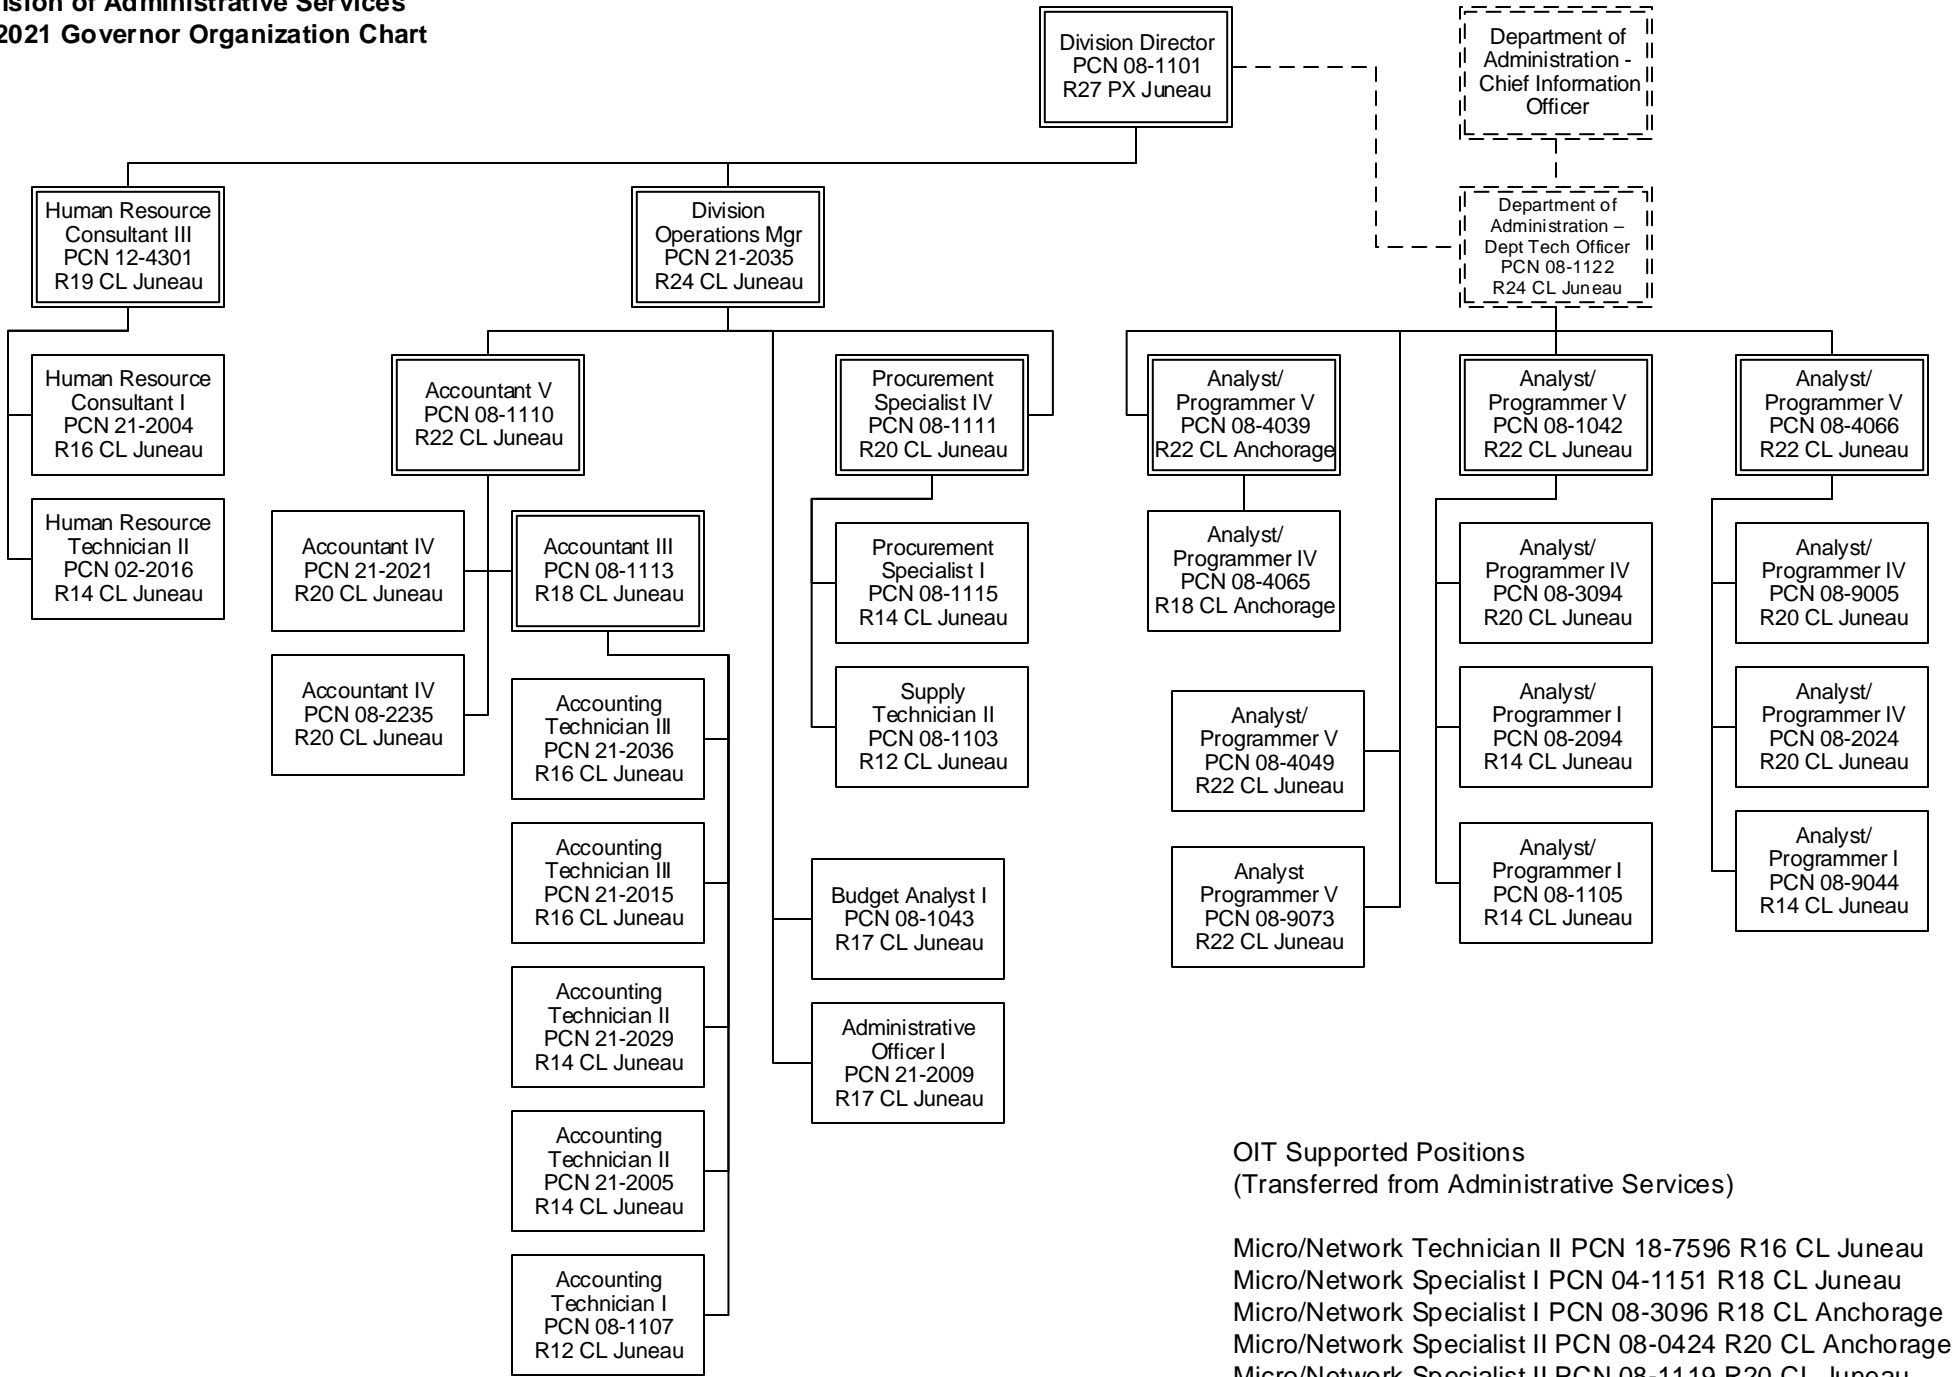 of Administrative Services
2021 Governor Organization Chart
Division Director
PCN 08-1101
R27 PX Juneau
Department of
Administration -
Chief Information
Officer
Human Resource
Consultant III
PCN 12-4301
R19 CL Juneau
Division
Operations Mgr
PCN 21-2035
R24 CL Juneau
Department of
Administration –
Dept Tech Officer
PCN 08-1122
R24 CL Juneau
Human Resource
Consultant I
PCN 21-2004
R16 CL Juneau
Human Resource
Technician II
PCN 02-2016
R14 CL Juneau
Accountant V
PCN 08-1110
R22 CL Juneau
Accountant IV
PCN 21-2021
R20 CL Juneau
Accountant IV
PCN 08-2235
R20 CL Juneau
Accountant III
PCN 08-1113
R18 CL Juneau
Accounting
Technician III
PCN 21-2036
R16 CL Juneau
Accounting
Technician III
PCN 21-2015
R16 CL Juneau
Accounting
Technician II
PCN 21-2029
R14 CL Juneau
Accounting
Technician II
PCN 21-2005
R14 CL Juneau
Accounting
Technician I
PCN 08-1107
R12 CL Juneau
Procurement
Specialist IV
PCN 08-1111
R20 CL Juneau
Procurement
Specialist I
PCN 08-1115
R14 CL Juneau
Supply
Technician II
PCN 08-1103
R12 CL Juneau
Budget Analyst I
PCN 08-1043
R17 CL Juneau
Administrative
Officer I
PCN 21-2009
R17 CL Juneau
Analyst/
Programmer V
PCN 08-4039
R22 CL Anchorage
Analyst/
Programmer IV
PCN 08-4065
R18 CL Anchorage
Analyst/
Programmer V
PCN 08-4049
R22 CL Juneau
Analyst
Programmer V
PCN 08-9073
R22 CL Juneau
Analyst/
Programmer V
PCN 08-1042
R22 CL Juneau
Analyst/
Programmer IV
PCN 08-3094
R20 CL Juneau
Analyst/
Programmer I
PCN 08-2094
R14 CL Juneau
Analyst/
Programmer I
PCN 08-1105
R14 CL Juneau
Analyst/
Programmer V
PCN 08-4066
R22 CL Juneau
Analyst/
Programmer IV
PCN 08-9005
R20 CL Juneau
Analyst/
Programmer IV
PCN 08-2024
R20 CL Juneau
Analyst/
Programmer I
PCN 08-9044
R14 CL Juneau
OIT Supported Positions
(Transferred from Administrative Services)
Micro/Network Technician II PCN 18-7596 R16 CL Juneau
Micro/Network Specialist I PCN 04-1151 R18 CL Juneau
Micro/Network Specialist I PCN 08-3096 R18 CL Anchorage
Micro/Network Specialist II PCN 08-0424 R20 CL Anchorage
Micro/Network Specialist II PCN 08-1119 R20 CL Juneau